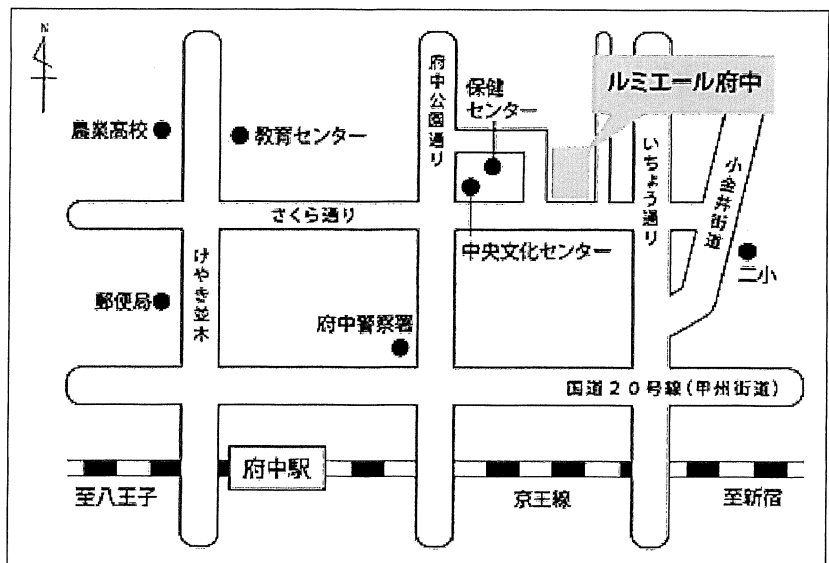 N
府中公園通り
保健
センター
ルミエール府中
農業高校
教育センター
いちょう通り
小金井街道
さくら通り
中央文化センター
けやき並木
二小
郵便局
府中警察署
国道20号線(甲州街道)
府中駅
至八王子
京王線
至新宿